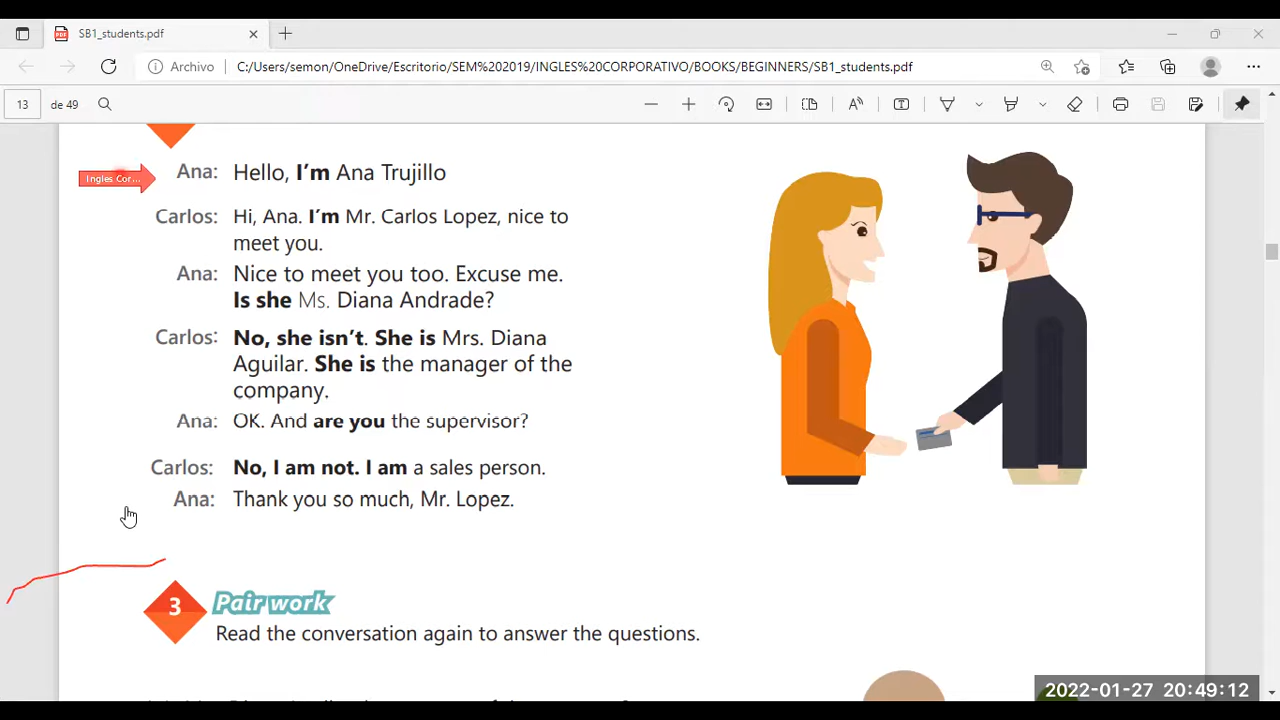 SB1_students.pdf
Archivo C:/Users/semon/OneDrive/Escritorio/SEM%202019/INGLES%20CORPORATIVO/BOOKS/BEGINNERS/SB1_students.pdf
13 de 49
Ingles Cor...
Ana: Hello, I'm Ana Trujillo
Carlos: Hi, Ana. I'm Mr. Carlos Lopez, nice to
meet you.
Ana: Nice to meet you too. Excuse me.
Is she Ms. Diana Andrade?
Carlos: No, she isn't. She is Mrs. Diana
Aguilar. She is the manager of the
company.
Ana: OK. And are you the supervisor?
Carlos: No, I am not. I am a sales person.
Ana: Thank you so much, Mr. Lopez.
3 Pair work
Read the conversation again to answer the questions.
2022-01-27 20:49:12